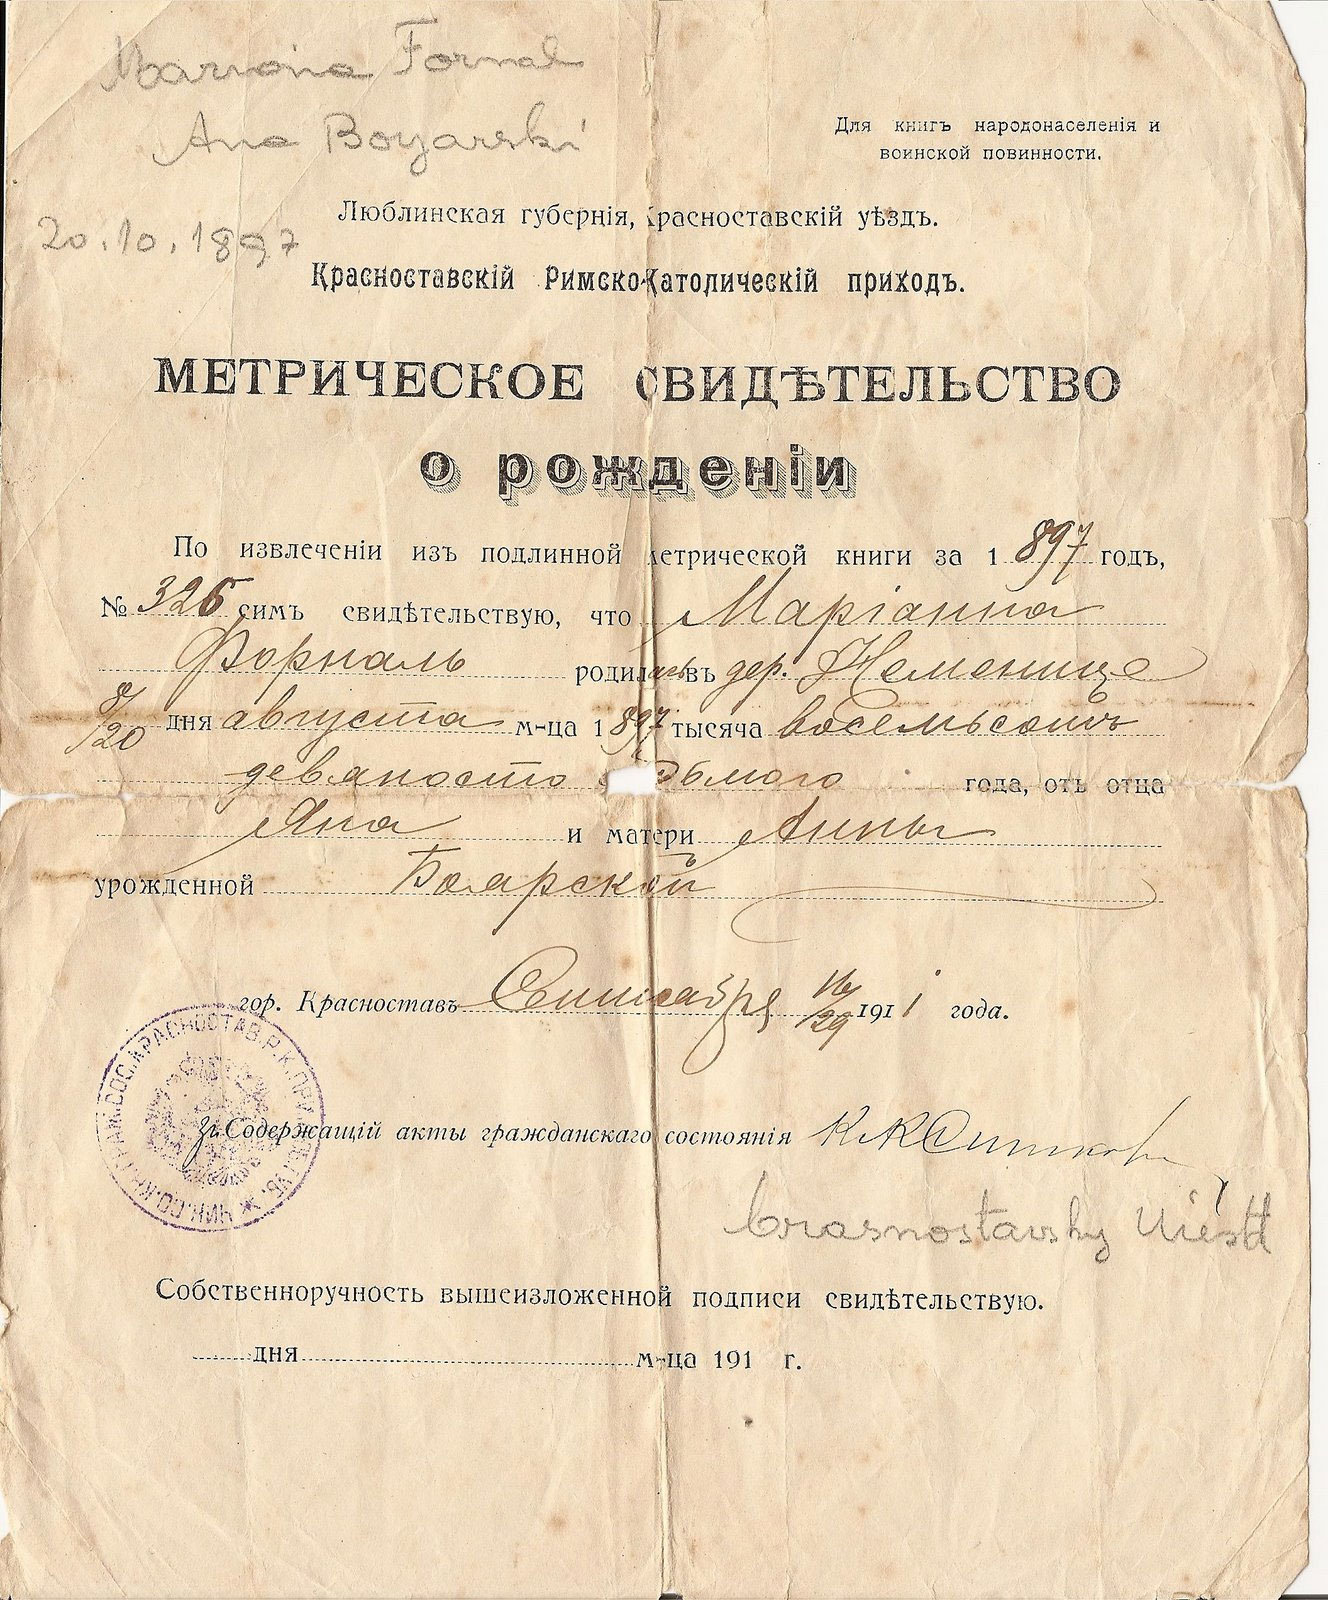 Mariana Fornal
Ana Boyarski
20.10.1897
Для книгъ народонаселенія и
воинской повинности.
Люблинская губернія, Красноставскій уѣздъ.
Красноставскій Римско-Католическій приходъ.
МЕТРИЧЕСКОЕ СВИДѢТЕЛЬСТВО
о рожденіи
По извлеченіи изъ подлинной метрической книги за 1897 годъ,
№ 326 симъ свидѣтельствую, что Маріанна
Форналь родилась въ дер. Неменице
8/20 дня августа м-ца 1897 тысяча восемьсотъ
девяносто седьмого года, отъ отца
Яна и матери Анны
урожденной Боярской
гор. Красноставъ Сентября 16/29 1911 года.
Содержащій акты гражданскаго состоянія К.К.
Crasnostavsky Uiestt
Собственноручность вышеизложенной подписи свидѣтельствую.
дня м-ца 191 г.